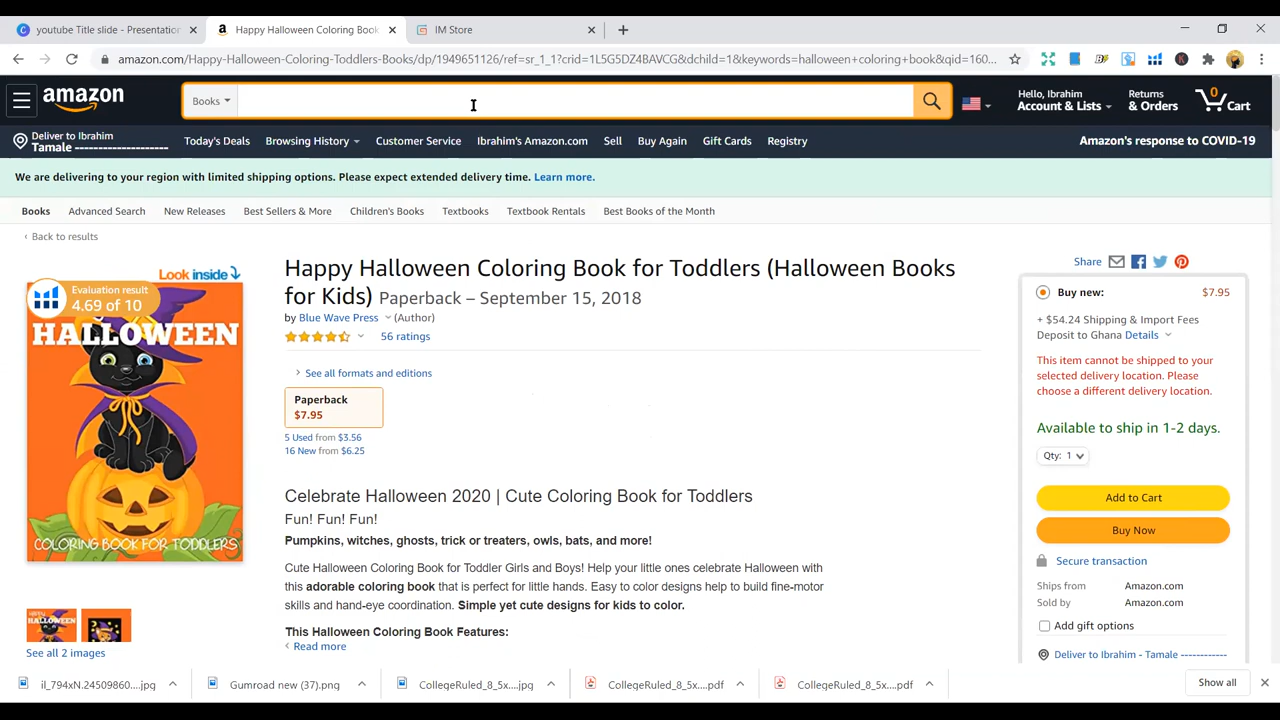 youtube Title slide - Presentation
Happy Halloween Coloring Book
IM Store
amazon.com/Happy-Halloween-Coloring-Toddlers-Books/dp/1949651126/ref=sr_1_1?crid=1L5G5DZ4BAVCG&dchild=1&keywords=halloween+coloring+book&qid=160...
amazon
Books
Hello, Ibrahim
Account & Lists
Returns
& Orders
0
Cart
Deliver to Ibrahim
Tamale --------------------
Today's Deals
Browsing History
Customer Service
Ibrahim's Amazon.com
Sell
Buy Again
Gift Cards
Registry
Amazon's response to COVID-19
We are delivering to your region with limited shipping options. Please expect extended delivery time. Learn more.
Books
Advanced Search
New Releases
Best Sellers & More
Children's Books
Textbooks
Textbook Rentals
Best Books of the Month
‹ Back to results
Look inside
Evaluation result
4.69 of 10
HALLOWEEN
COLORING BOOK FOR TODDLERS
See all 2 images
Happy Halloween Coloring Book for Toddlers (Halloween Books
for Kids) Paperback – September 15, 2018
by Blue Wave Press (Author)
56 ratings
› See all formats and editions
Paperback
$7.95
5 Used from $3.56
16 New from $6.25
Celebrate Halloween 2020 | Cute Coloring Book for Toddlers
Fun! Fun! Fun!
Pumpkins, witches, ghosts, trick or treaters, owls, bats, and more!
Cute Halloween Coloring Book for Toddler Girls and Boys! Help your little ones celebrate Halloween with
this adorable coloring book that is perfect for little hands. Easy to color designs help to build fine-motor
skills and hand-eye coordination. Simple yet cute designs for kids to color.
This Halloween Coloring Book Features:
‹ Read more
Share
Buy new:
$7.95
+ $54.24 Shipping & Import Fees
Deposit to Ghana Details
This item cannot be shipped to your
selected delivery location. Please
choose a different delivery location.
Available to ship in 1-2 days.
Qty: 1
Add to Cart
Buy Now
Secure transaction
Ships from Amazon.com
Sold by Amazon.com
Add gift options
Deliver to Ibrahim - Tamale ------------
il_794xN.24509860....jpg
Gumroad new (37).png
CollegeRuled_8_5x....jpg
CollegeRuled_8_5x....pdf
CollegeRuled_8_5x....pdf
Show all